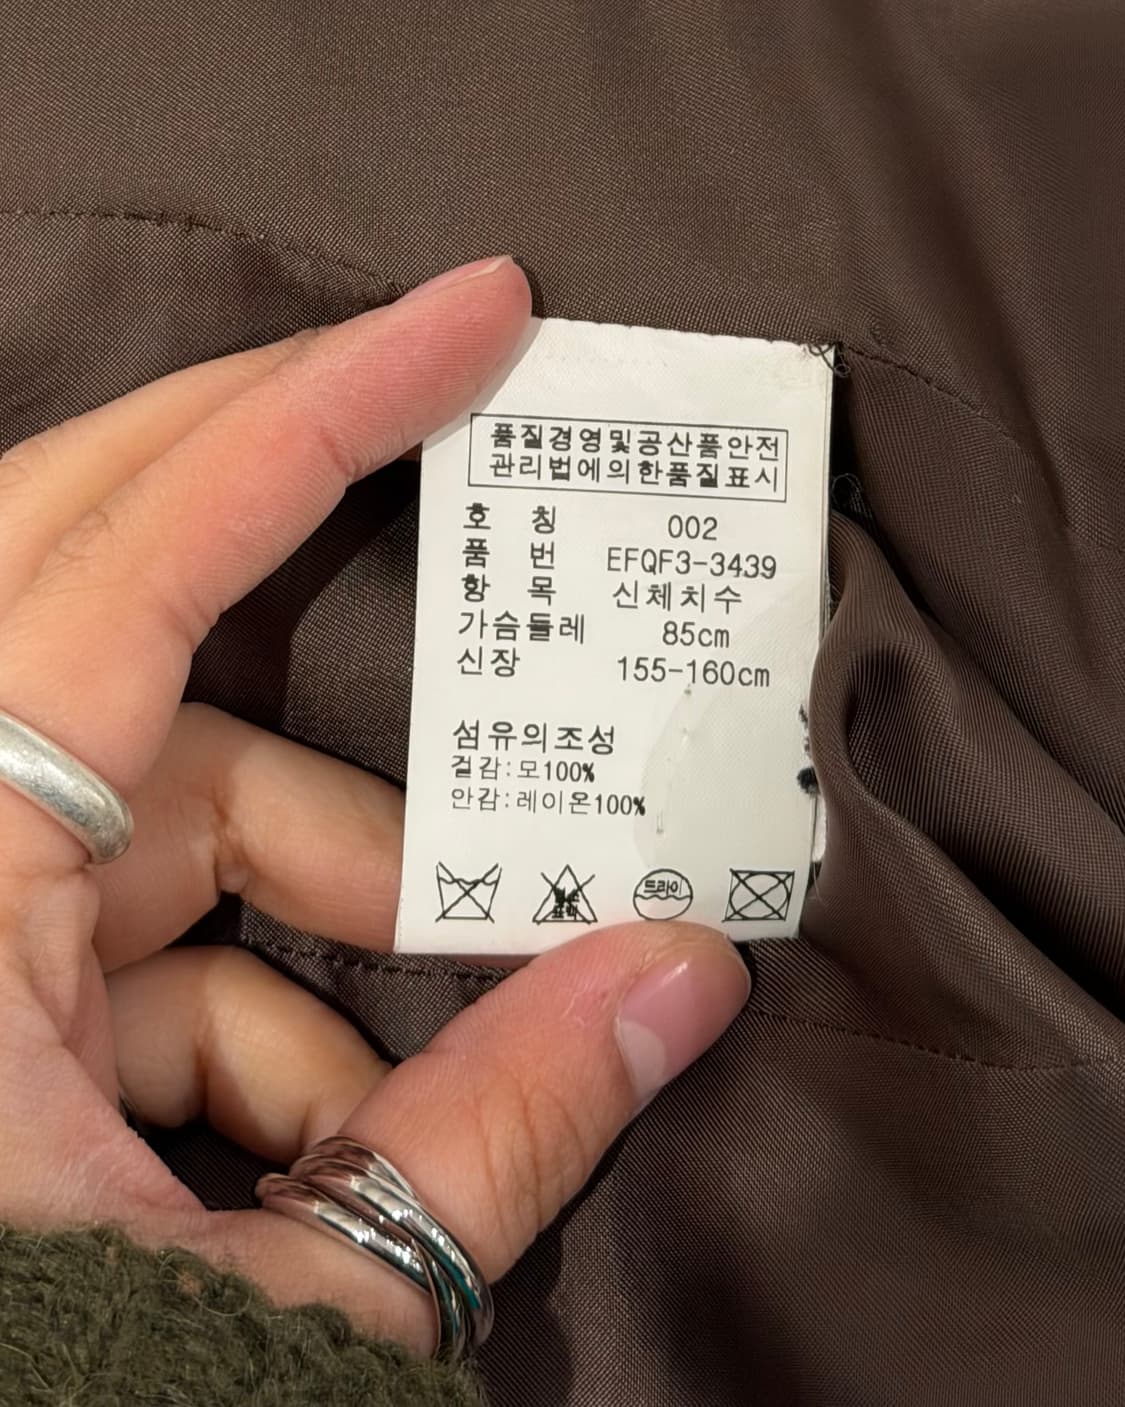 품질경영및공산품안전
관리법에의한품질표시
호 칭 002
품 번 EFQF3-3439
항 목 신체치수
가슴둘레 85cm
신장 155-160cm
섬유의조성
겉감:모100%
안감:레이온100%
드라이